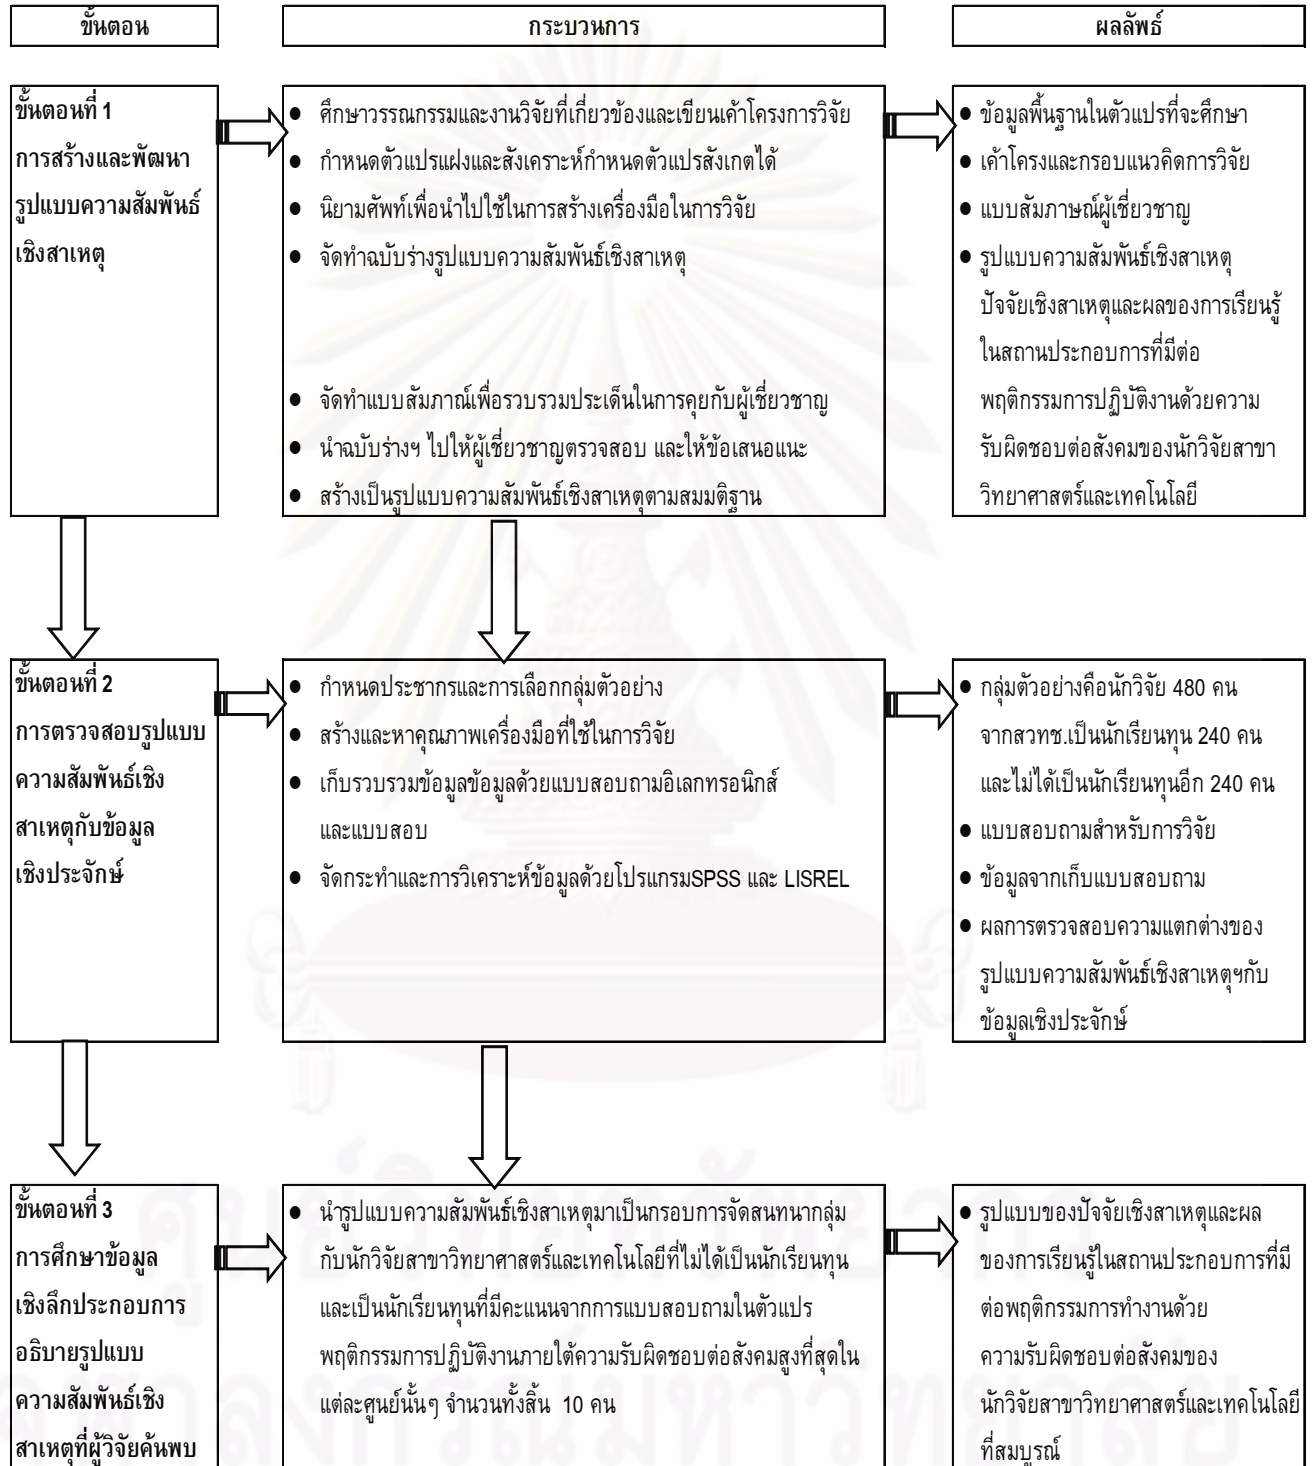 ขั้นตอน
กระบวนการ
ผลลัพธ์
ขั้นตอนที่ 1
การสร้างและพัฒนา
รูปแบบความสัมพันธ์
เชิงสาเหตุ
● ศึกษาวรรณกรรมและงานวิจัยที่เกี่ยวข้องและเขียนเค้าโครงการวิจัย
● กำหนดตัวแปรแฝงและสังเคราะห์กำหนดตัวแปรสังเกตได้
● นิยามศัพท์เพื่อนำไปใช้ในการสร้างเครื่องมือในการวิจัย
● จัดทำฉบับร่างรูปแบบความสัมพันธ์เชิงสาเหตุ
● จัดทำแบบสัมภาณ์เพื่อรวบรวมประเด็นในการคุยกับผู้เชี่ยวชาญ
● นำฉบับร่างฯ ไปให้ผู้เชี่ยวชาญตรวจสอบ และให้ข้อเสนอแนะ
● สร้างเป็นรูปแบบความสัมพันธ์เชิงสาเหตุตามสมมติฐาน
● ข้อมูลพื้นฐานในตัวแปรที่จะศึกษา
● เค้าโครงและกรอบแนวคิดการวิจัย
● แบบสัมภาษณ์ผู้เชี่ยวชาญ
● รูปแบบความสัมพันธ์เชิงสาเหตุ
ปัจจัยเชิงสาเหตุและผลของการเรียนรู้
ในสถานประกอบการที่มีต่อ
พฤติกรรมการปฏิบัติงานด้วยความ
รับผิดชอบต่อสังคมของนักวิจัยสาขา
วิทยาศาสตร์และเทคโนโลยี
ขั้นตอนที่ 2
การตรวจสอบรูปแบบ
ความสัมพันธ์เชิง
สาเหตุกับข้อมูล
เชิงประจักษ์
● กำหนดประชากรและการเลือกกลุ่มตัวอย่าง
● สร้างและหาคุณภาพเครื่องมือที่ใช้ในการวิจัย
● เก็บรวบรวมข้อมูลข้อมูลด้วยแบบสอบถามอิเลกทรอนิกส์
และแบบสอบ
● จัดกระทำและการวิเคราะห์ข้อมูลด้วยโปรแกรมSPSS และ LISREL
● กลุ่มตัวอย่างคือนักวิจัย 480 คน
จากสวทช.เป็นนักเรียนทุน 240 คน
และไม่ได้เป็นนักเรียนทุนอีก 240 คน
● แบบสอบถามสำหรับการวิจัย
● ข้อมูลจากเก็บแบบสอบถาม
● ผลการตรวจสอบความแตกต่างของ
รูปแบบความสัมพันธ์เชิงสาเหตุฯกับ
ข้อมูลเชิงประจักษ์
ขั้นตอนที่ 3
การศึกษาข้อมูล
เชิงลึกประกอบการ
อธิบายรูปแบบ
ความสัมพันธ์เชิง
สาเหตุที่ผู้วิจัยค้นพบ
● นำรูปแบบความสัมพันธ์เชิงสาเหตุมาเป็นกรอบการจัดสนทนากลุ่ม
กับนักวิจัยสาขาวิทยาศาสตร์และเทคโนโลยีที่ไม่ได้เป็นนักเรียนทุน
และเป็นนักเรียนทุนที่มีคะแนนจากการแบบสอบถามในตัวแปร
พฤติกรรมการปฏิบัติงานภายใต้ความรับผิดชอบต่อสังคมสูงที่สุดใน
แต่ละศูนย์นั้นๆ จำนวนทั้งสิ้น 10 คน
● รูปแบบของปัจจัยเชิงสาเหตุและผล
ของการเรียนรู้ในสถานประกอบการที่มี
ต่อพฤติกรรมการทำงานด้วย
ความรับผิดชอบต่อสังคมของ
นักวิจัยสาขาวิทยาศาสตร์และเทคโนโลยี
ที่สมบูรณ์
ศูนย์วิทยทรัพยากร
จุฬาลงกรณ์มหาวิทยาลัย